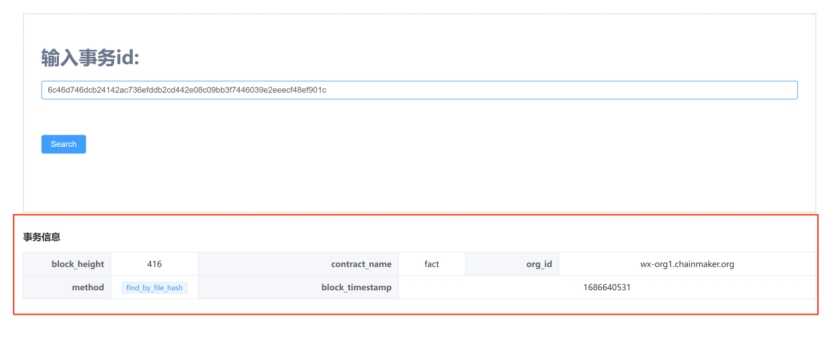 输入事务id:
6c46d746dcb24142ac736efddb2cd442e08c09bb3f7446039e2eeecf48ef901c
Search
事务信息
block_height 416 contract_name fact org_id wx-org1.chainmaker.org
method find_by_file_hash block_timestamp 1686640531